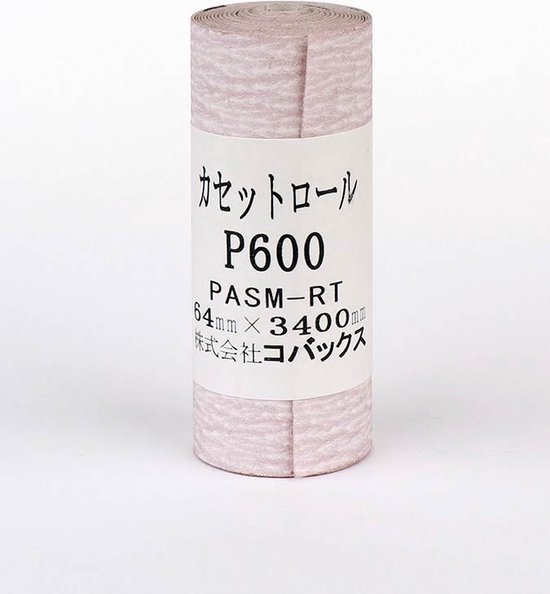 カセットロール
P600
PASM-RT
64mm×3400mm
株式会社コバックス